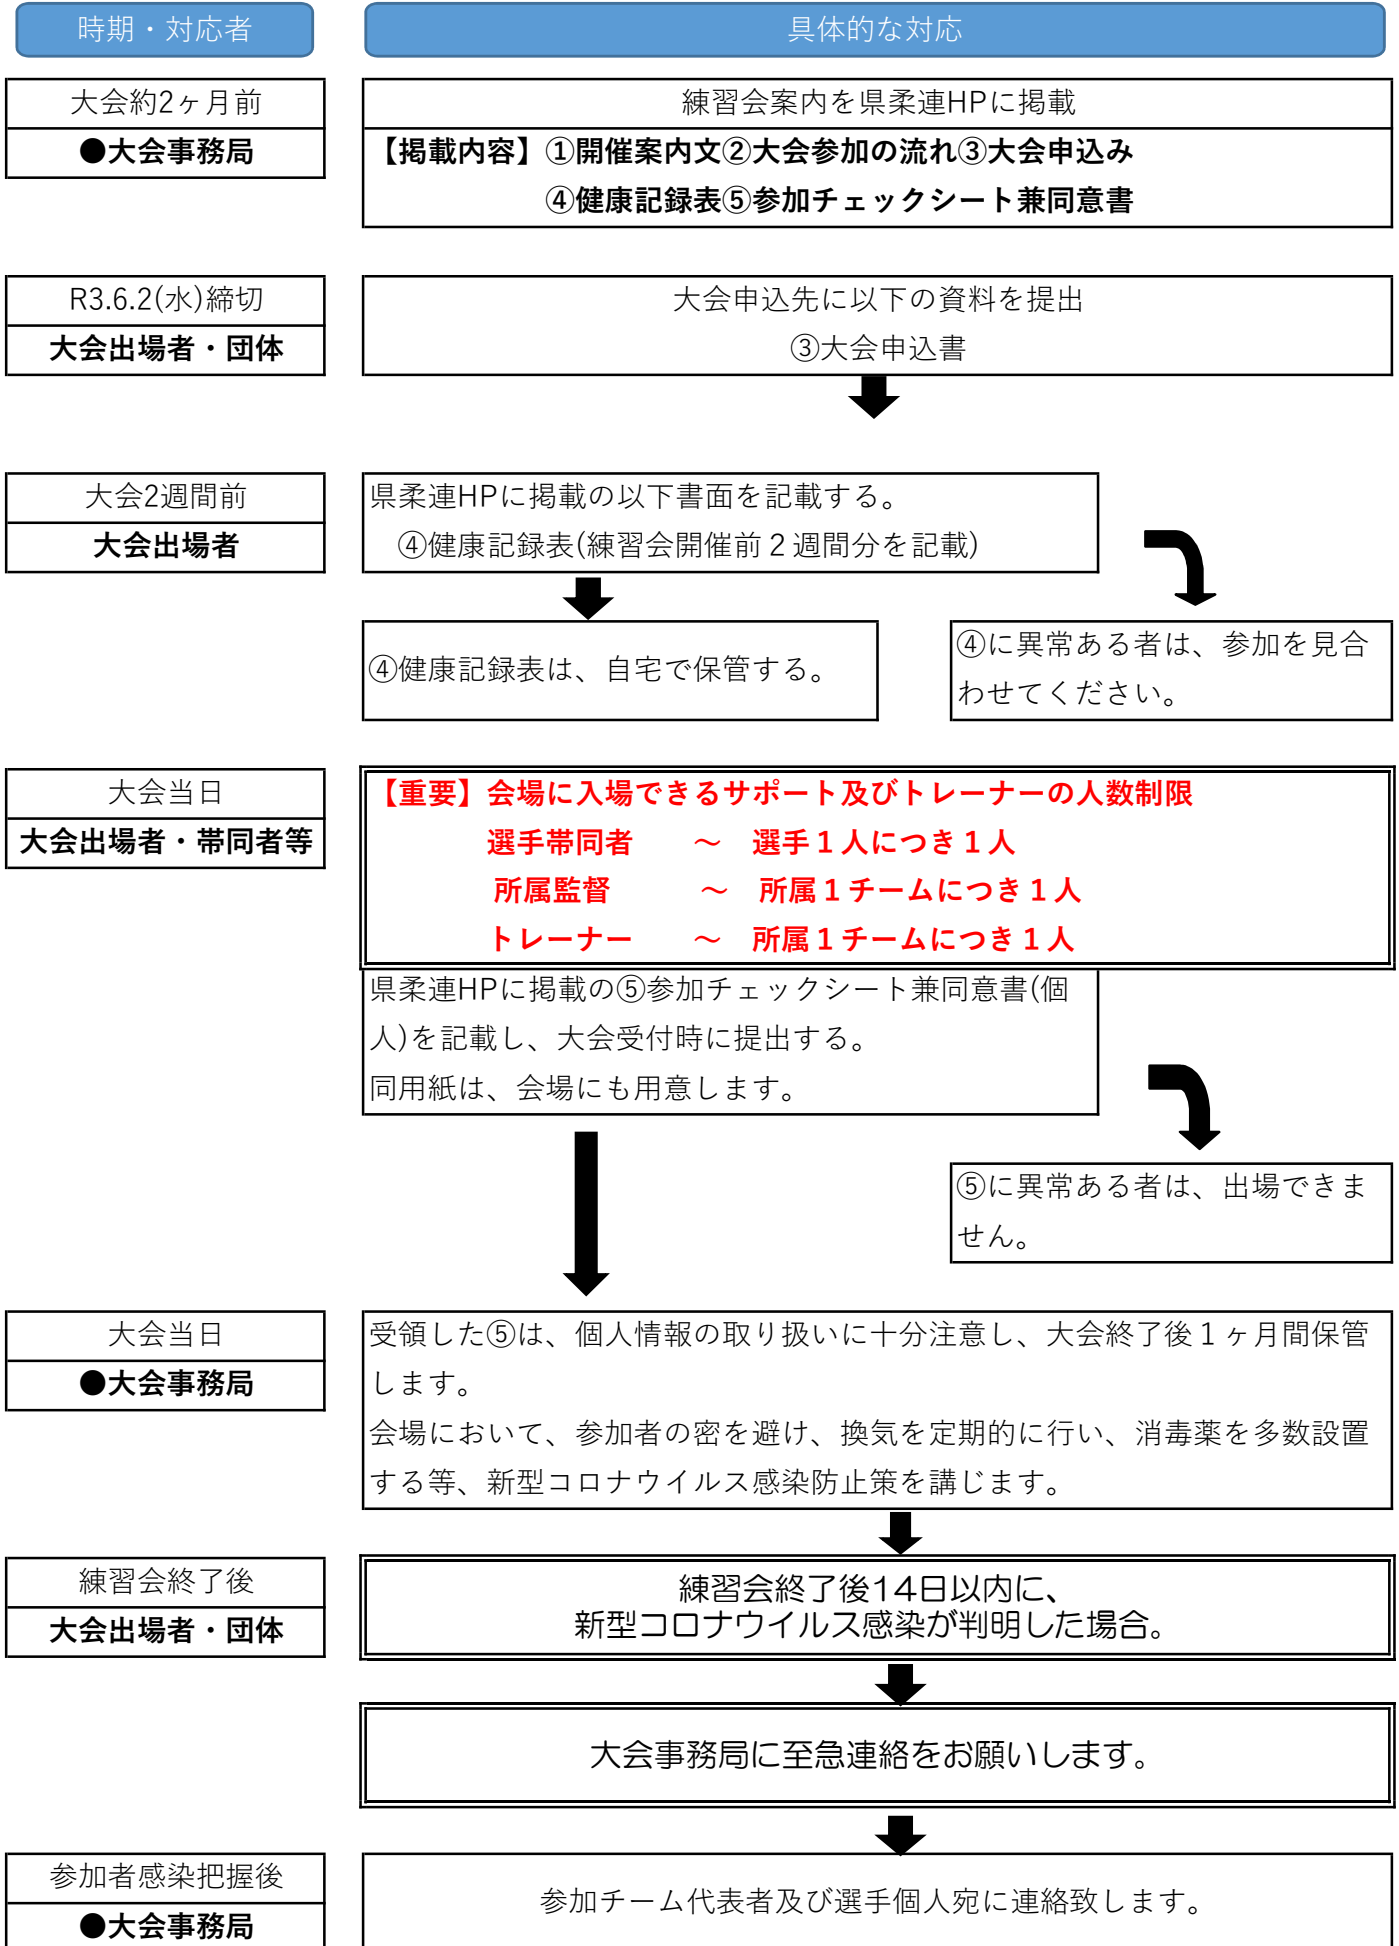 時期・対応者
具体的な対応
大会約2ヶ月前
●大会事務局
練習会案内を県柔連HPに掲載
【掲載内容】①開催案内文②大会参加の流れ③大会申込み
④健康記録表⑤参加チェックシート兼同意書
R3.6.2(水)締切
大会出場者・団体
大会申込先に以下の資料を提出
③大会申込書
大会2週間前
大会出場者
県柔連HPに掲載の以下書面を記載する。
④健康記録表(練習会開催前２週間分を記載)
④健康記録表は、自宅で保管する。
④に異常ある者は、参加を見合
わせてください。
大会当日
大会出場者・帯同者等
【重要】会場に入場できるサポート及びトレーナーの人数制限
選手帯同者　　～　選手１人につき１人
所属監督　　　～　所属１チームにつき１人
トレーナー　　～　所属１チームにつき１人
県柔連HPに掲載の⑤参加チェックシート兼同意書(個
人)を記載し、大会受付時に提出する。
同用紙は、会場にも用意します。
⑤に異常ある者は、出場できま
せん。
大会当日
●大会事務局
受領した⑤は、個人情報の取り扱いに十分注意し、大会終了後１ヶ月間保管
します。
会場において、参加者の密を避け、換気を定期的に行い、消毒薬を多数設置
する等、新型コロナウイルス感染防止策を講じます。
練習会終了後
大会出場者・団体
練習会終了後14日以内に、
新型コロナウイルス感染が判明した場合。
大会事務局に至急連絡をお願いします。
参加者感染把握後
●大会事務局
参加チーム代表者及び選手個人宛に連絡致します。